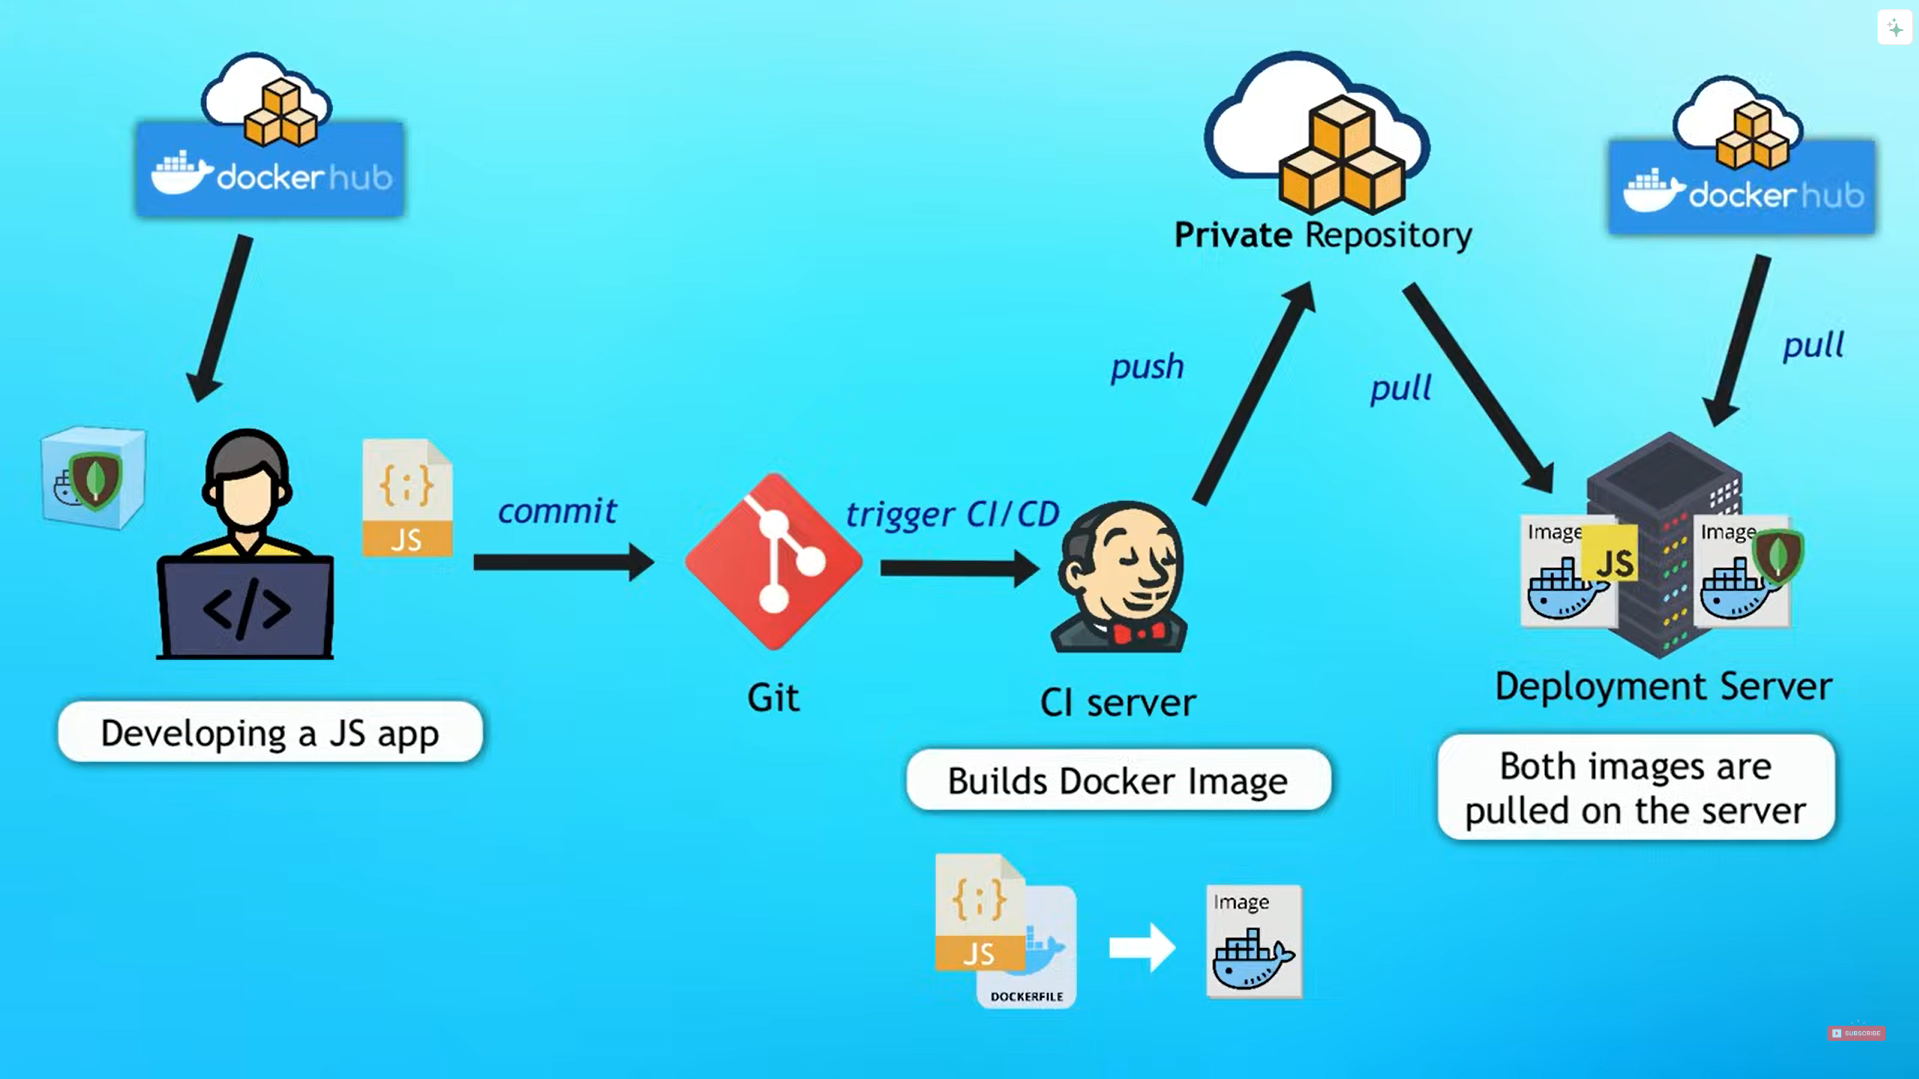 docker hub
Private Repository
docker hub
push
pull
pull
JS
commit
trigger CI/CD
Image
JS
Image
</>
Git
CI server
Deployment Server
Developing a JS app
Builds Docker Image
Both images are
pulled on the server
{;}
JS
DOCKERFILE
Image
{;}
SUBSCRIBE